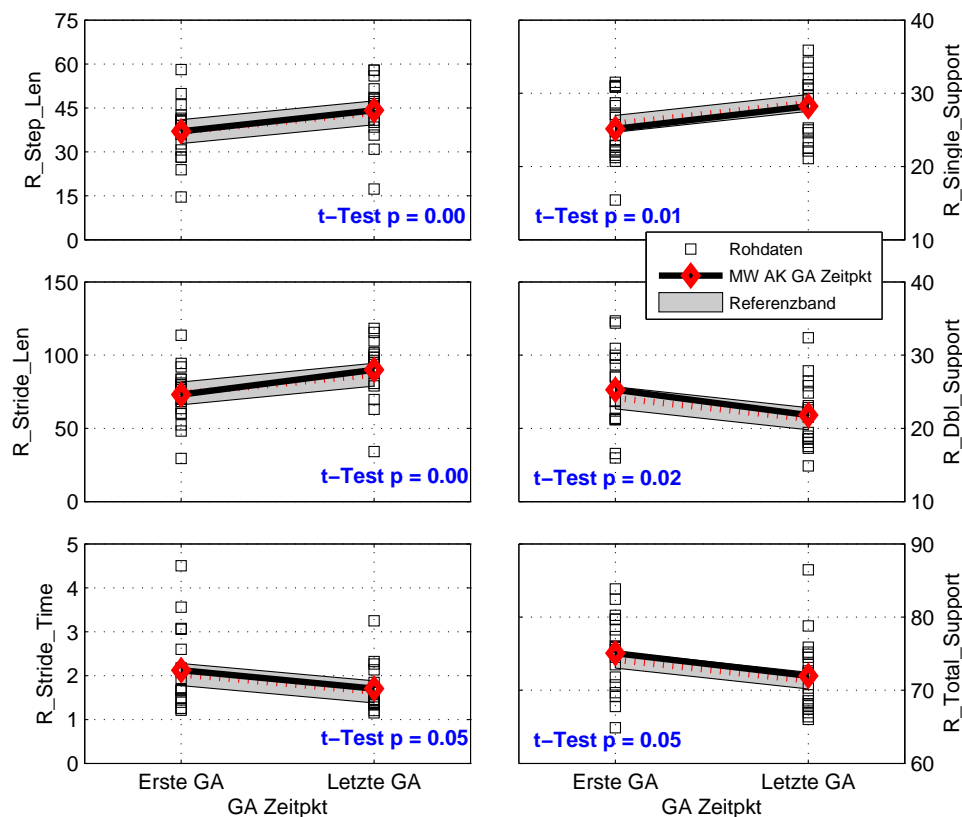 75
60
45
30
15
0
R_Step_Len
t−Test p = 0.00
40
30
20
10
R_Single_Support
t−Test p = 0.01
Rohdaten
MW AK GA Zeitpkt
Referenzband
150
100
50
0
R_Stride_Len
t−Test p = 0.00
40
30
20
10
R_Dbl_Support
t−Test p = 0.02
5
4
3
2
1
0
R_Stride_Time
t−Test p = 0.05
Erste GA
Letzte GA
GA Zeitpkt
90
80
70
60
R_Total_Support
t−Test p = 0.05
Erste GA
Letzte GA
GA Zeitpkt